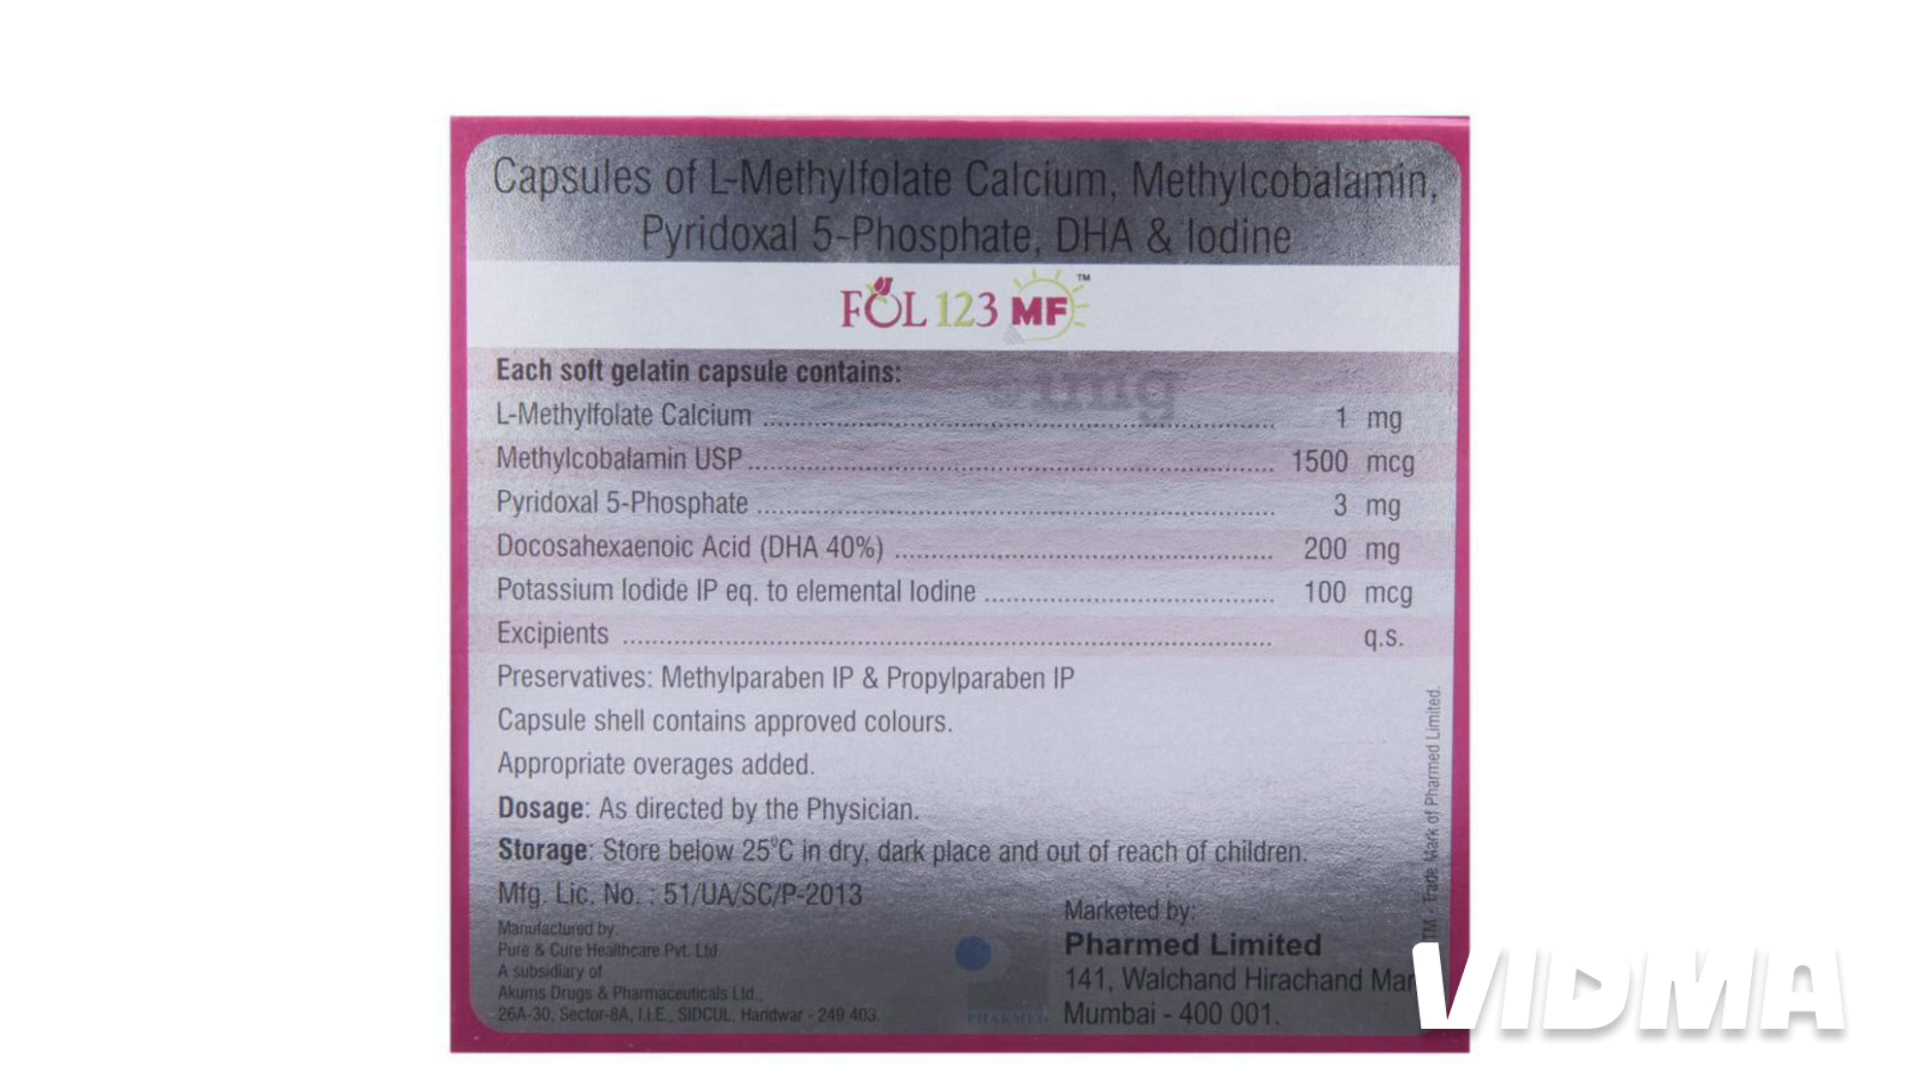 Capsules of L-Methylfolate Calcium, Methylcobalamin,
Pyridoxal 5-Phosphate, DHA & Iodine
FOL 123 MF™
Each soft gelatin capsule contains:
1mg
L-Methylfolate Calcium ........ 1 mg
Methylcobalamin USP ........ 1500 mcg
Pyridoxal 5-Phosphate ........ 3 mg
Docosahexaenoic Acid (DHA 40%) ........ 200 mg
Potassium Iodide IP eq. to elemental Iodine ........ 100 mcg
Excipients ........ q.s.
Preservatives: Methylparaben IP & Propylparaben IP
Capsule shell contains approved colours.
Appropriate overages added.
Dosage: As directed by the Physician.
Storage: Store below 25°C in dry, dark place and out of reach of children.
Mfg. Lic. No. : 51/UA/SC/P-2013
Manufactured by:
Pure & Cure Healthcare Pvt. Ltd.
A subsidiary of
Akums Drugs & Pharmaceuticals Ltd.,
26A-30, Sector-8A, I.I.E., SIDCUL, Haridwar - 249 403.
PHARMED
Marketed by:
Pharmed Limited
141, Walchand Hirachand Mar
Mumbai - 400 001.
TM - Trade Mark of Pharmed Limited.
VIDMA